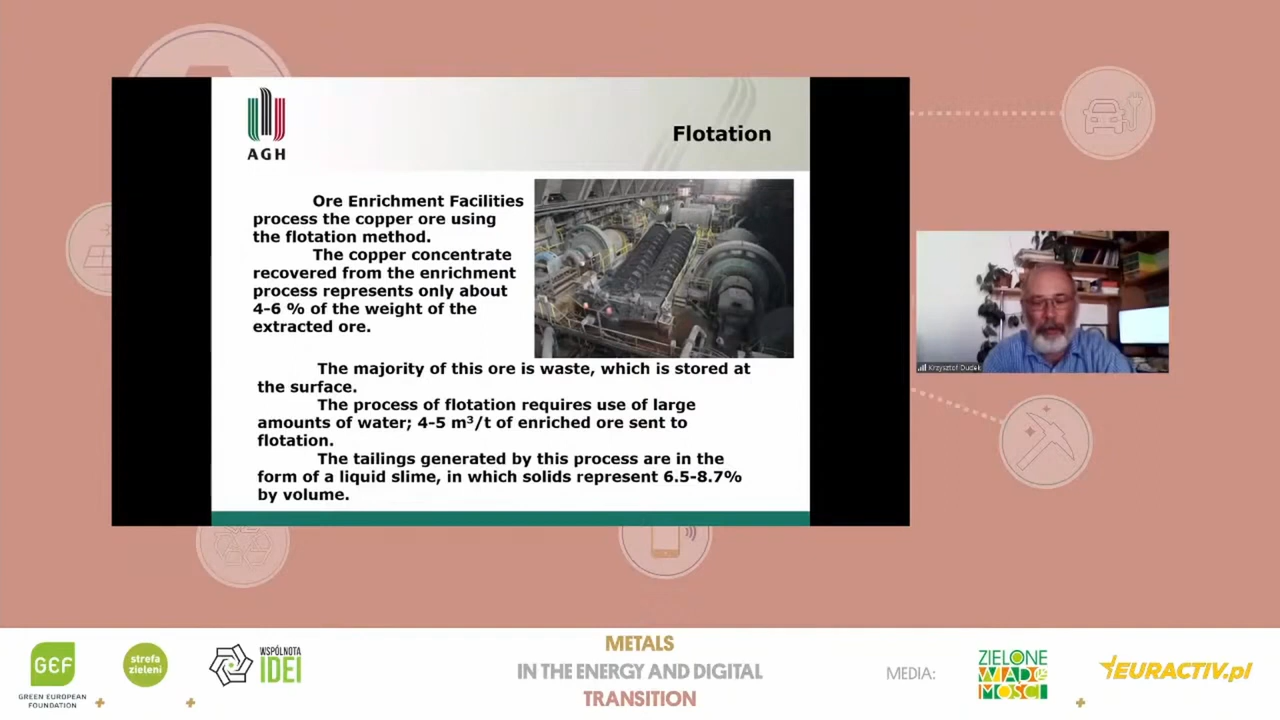 AGH
Flotation
Ore Enrichment Facilities
process the copper ore using
the flotation method.
The copper concentrate
recovered from the enrichment
process represents only about
4-6 % of the weight of the
extracted ore.
The majority of this ore is waste, which is stored at
the surface.
The process of flotation requires use of large
amounts of water; 4-5 m³/t of enriched ore sent to
flotation.
The tailings generated by this process are in the
form of a liquid slime, in which solids represent 6.5-8.7%
by volume.
Krzysztof Dudek
GEF
GREEN EUROPEAN
FOUNDATION
strefa
zieleni
WSPÓLNOTA
IDEI
METALS
IN THE ENERGY AND DIGITAL
TRANSITION
MEDIA:
ZIELONE
WIADO
MOŚCI
EURACTIV.pl